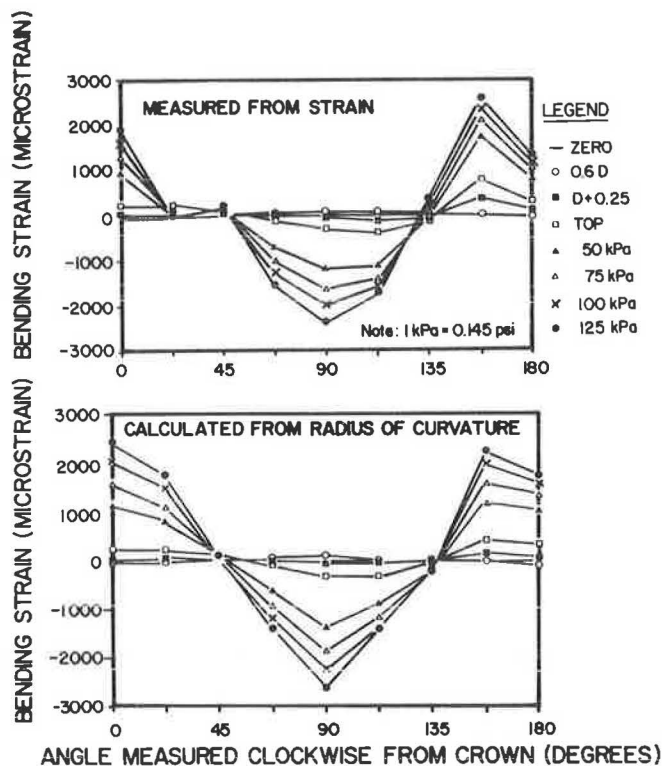 BENDING STRAIN (MICROSTRAIN)
3000
2000
1000
0
-1000
-2000
-3000
MEASURED FROM STRAIN
Note: 1 kPa = 0.145 psi
0
45
90
135
180
LEGEND
ZERO
0.6 D
D+0.25
TOP
50 kPa
75 kPa
100 kPa
125 kPa
BENDING STRAIN (MICROSTRAIN)
3000
2000
1000
0
-1000
-2000
-3000
CALCULATED FROM RADIUS OF CURVATURE
0
45
90
135
180
ANGLE MEASURED CLOCKWISE FROM CROWN (DEGREES)